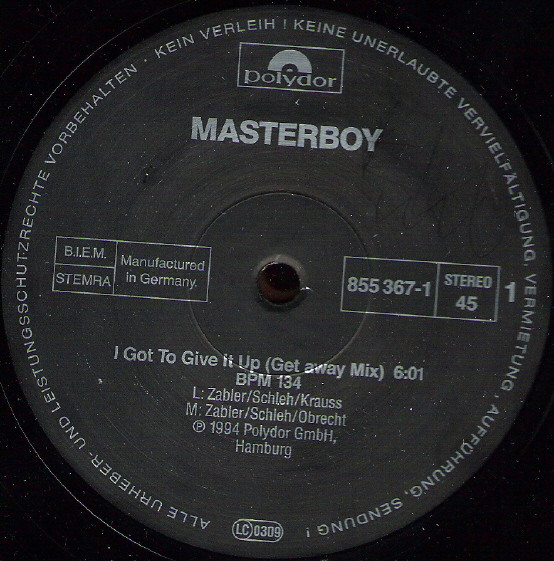 ALLE URHEBER- UND LEISTUNGSSCHUTZRECHTE VORBEHALTEN · KEIN VERLEIH ! KEINE UNERLAUBTE VERVIELFÄLTIGUNG, VERMIETUNG, AUFFÜHRUNG, SENDUNG !
polydor
MASTERBOY
B.I.E.M.
STEMRA
Manufactured
in Germany.
855 367-1
STEREO
45
1
I Got To Give it Up (Get away Mix) 6:01
BPM 134
L: Zabler/Schleh/Krauss
M: Zabler/Schleh/Obrecht
℗ 1994 Polydor GmbH,
Hamburg
LC 0309